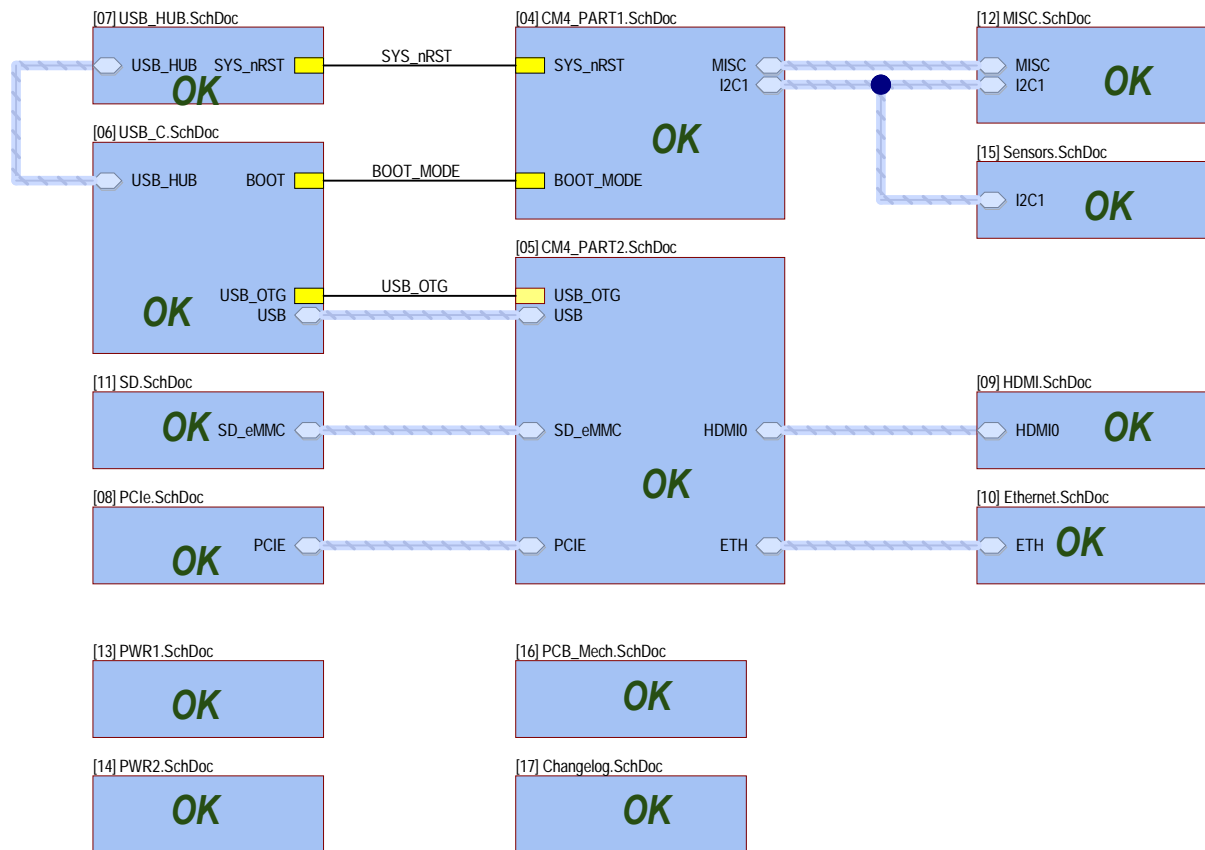 [07] USB_HUB.SchDoc
USB_HUB SYS_nRST
OK
SYS_nRST
[04] CM4_PART1.SchDoc
SYS_nRST MISC
I2C1
OK
BOOT_MODE
[12] MISC.SchDoc
MISC
I2C1
OK
[06] USB_C.SchDoc
USB_HUB BOOT
USB_OTG
USB
OK
BOOT_MODE
[15] Sensors.SchDoc
I2C1
OK
[05] CM4_PART2.SchDoc
USB_OTG
USB_OTG
USB
SD_eMMC HDMI0
OK
PCIE ETH
[11] SD.SchDoc
OK
SD_eMMC
[09] HDMI.SchDoc
HDMI0
OK
[08] PCIe.SchDoc
PCIE
OK
[10] Ethernet.SchDoc
ETH
OK
[13] PWR1.SchDoc
OK
[16] PCB_Mech.SchDoc
OK
[14] PWR2.SchDoc
OK
[17] Changelog.SchDoc
OK